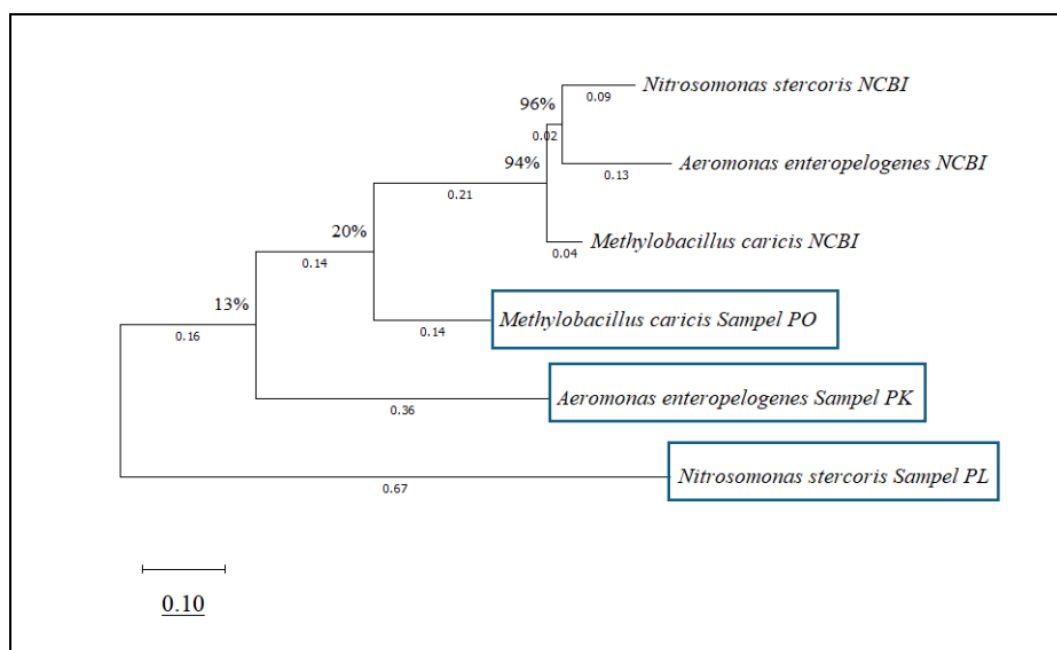 Nitrosomonas stercoris NCBI
0.09
96%
0.02
Aeromonas enteropelogenes NCBI
0.13
94%
0.21
Methylobacillus caricis NCBI
0.04
20%
0.14
Methylobacillus caricis Sampel PO
0.14
13%
0.16
Aeromonas enteropelogenes Sampel PK
0.36
Nitrosomonas stercoris Sampel PL
0.67
0.10